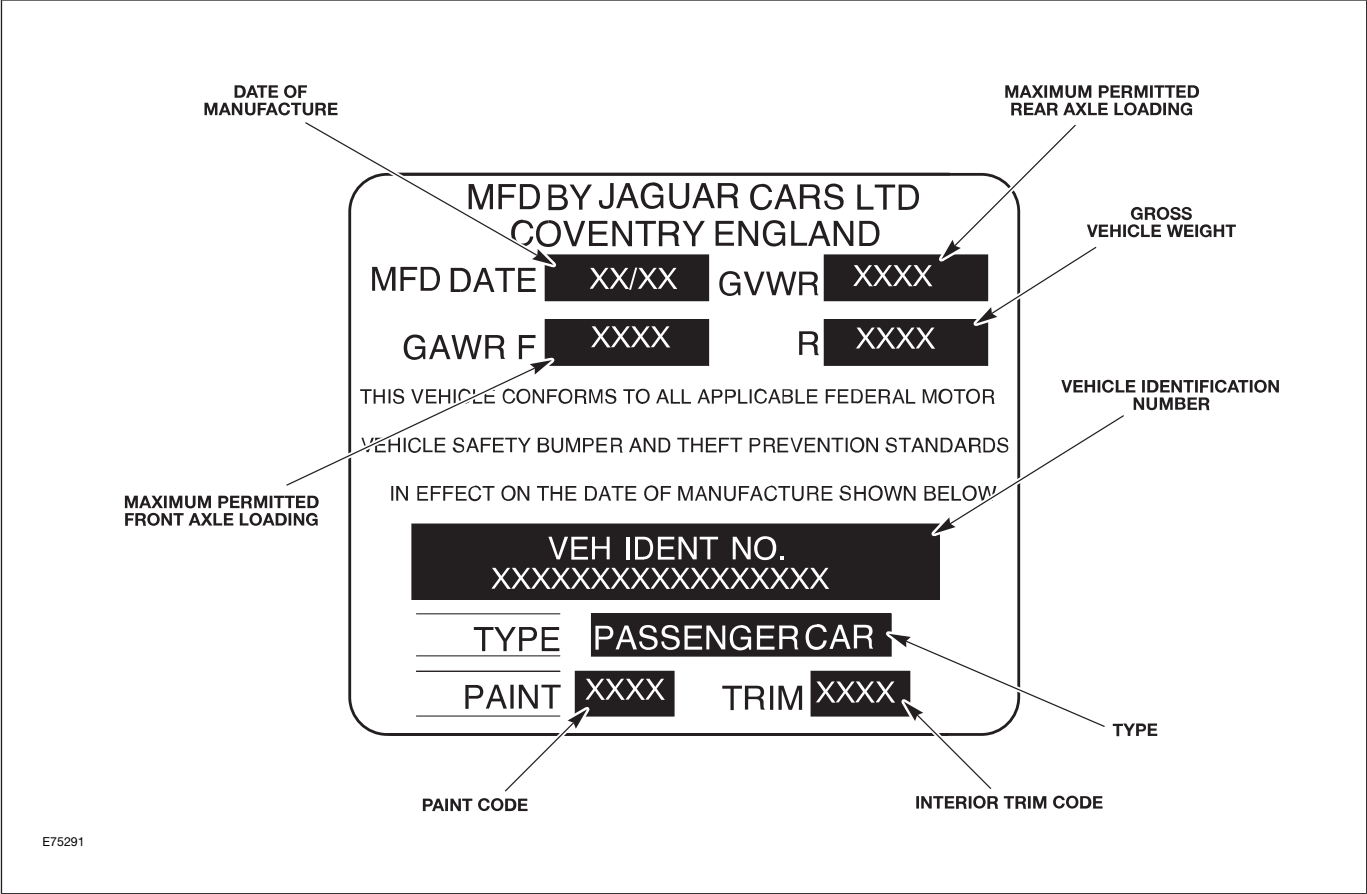 DATE OF
MANUFACTURE
MAXIMUM PERMITTED
REAR AXLE LOADING
GROSS
VEHICLE WEIGHT
MFD BY JAGUAR CARS LTD
COVENTRY ENGLAND
MFD DATE XX/XX GVWR XXXX
GAWR F XXXX R XXXX
THIS VEHICLE CONFORMS TO ALL APPLICABLE FEDERAL MOTOR
VEHICLE SAFETY BUMPER AND THEFT PREVENTION STANDARDS
IN EFFECT ON THE DATE OF MANUFACTURE SHOWN BELOW
VEHICLE IDENTIFICATION
NUMBER
MAXIMUM PERMITTED
FRONT AXLE LOADING
VEH IDENT NO.
XXXXXXXXXXXXXXXXX
TYPE PASSENGER CAR
PAINT XXXX TRIM XXXX
TYPE
PAINT CODE
INTERIOR TRIM CODE
E75291